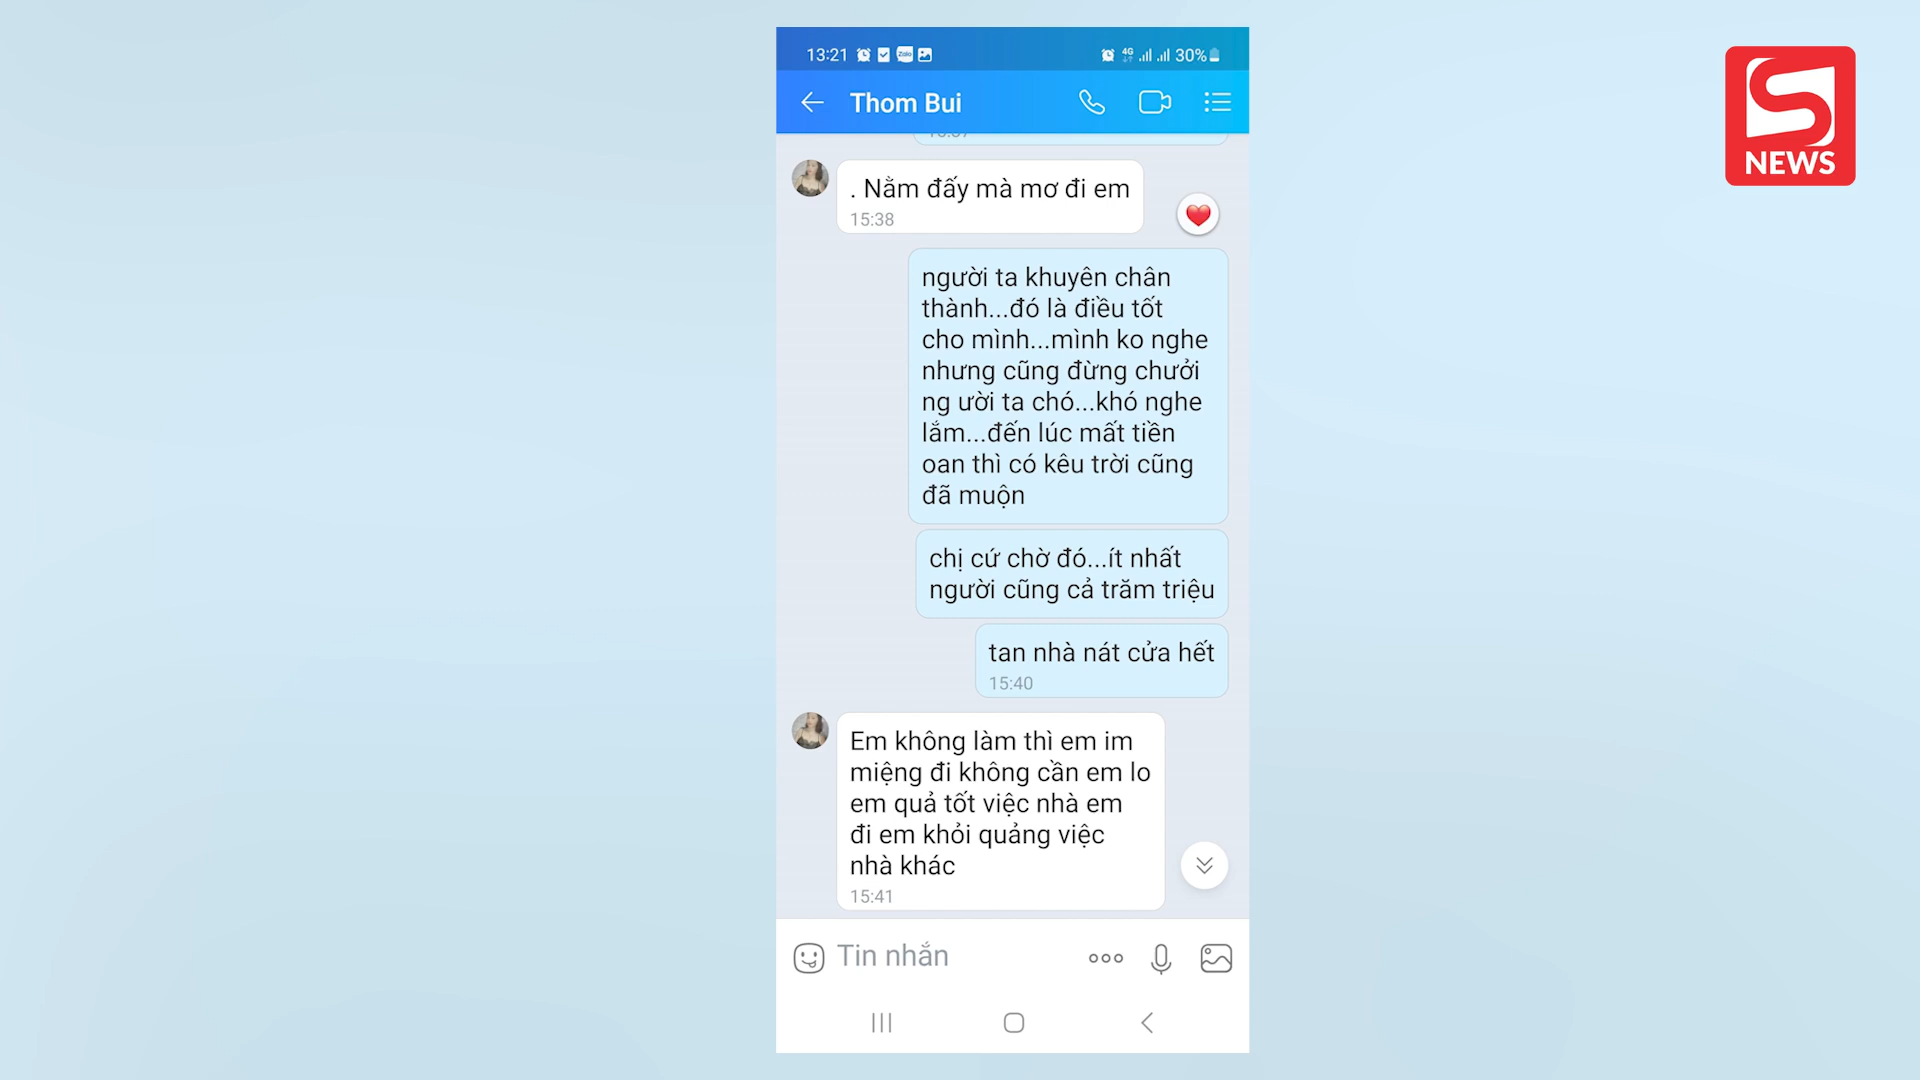 13:21
4G
30%
Thom Bui
. Nằm đấy mà mơ đi em
15:38
người ta khuyên chân
thành...đó là điều tốt
cho mình...mình ko nghe
nhưng cũng đừng chưởi
ng ười ta chó...khó nghe
lắm...đến lúc mất tiền
oan thì có kêu trời cũng
đã muộn
chị cứ chờ đó...ít nhất
người cũng cả trăm triệu
tan nhà nát cửa hết
15:40
Em không làm thì em im
miệng đi không cần em lo
em quả tốt việc nhà em
đi em khỏi quảng việc
nhà khác
15:41
Tin nhắn
S
NEWS